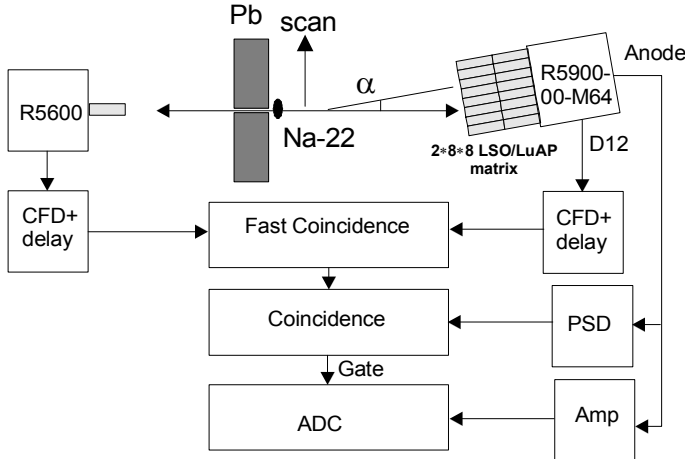 Pb
scan
Anode
R5600
α
R5900-
00-M64
Na-22
2*8*8 LSO/LuAP
matrix
D12
CFD+
delay
Fast Coincidence
CFD+
delay
Coincidence
PSD
Gate
ADC
Amp